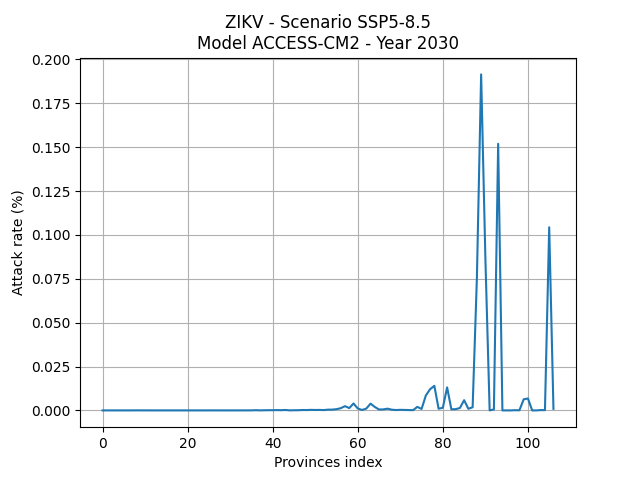 ZIKV - Scenario SSP5-8.5
Model ACCESS-CM2 - Year 2030
0.200
0.175
0.150
0.125
0.100
0.075
0.050
0.025
0.000
Attack rate (%)
0 20 40 60 80 100
Provinces index